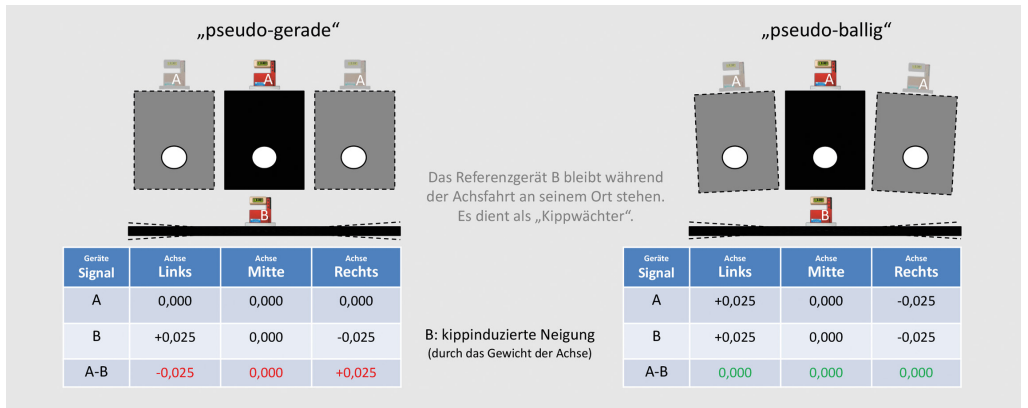 „pseudo-gerade“
„pseudo-ballig“
A A A
A A A
Das Referenzgerät B bleibt während
der Achsfahrt an seinem Ort stehen.
Es dient als „Kippwächter“.
B
B
Geräte Achse Achse Achse
Signal Links Mitte Rechts
A 0,000 0,000 0,000
B +0,025 0,000 -0,025
A-B -0,025 0,000 +0,025
B: kippinduzierte Neigung
(durch das Gewicht der Achse)
Geräte Achse Achse Achse
Signal Links Mitte Rechts
A +0,025 0,000 -0,025
B +0,025 0,000 -0,025
A-B 0,000 0,000 0,000